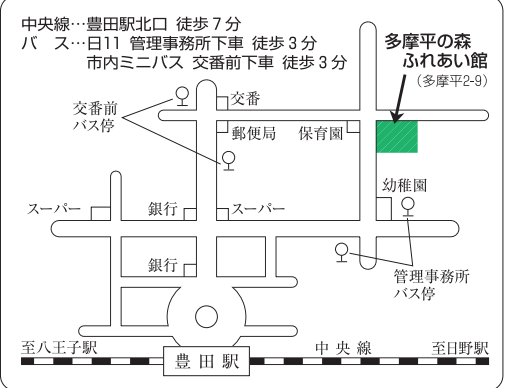 中央線…豊田駅北口 徒歩7分
バ ス…日11 管理事務所下車 徒歩3分
市内ミニバス 交番前下車 徒歩3分
多摩平の森
ふれあい館
(多摩平2-9)
交番前
バス停
交番
郵便局
保育園
幼稚園
スーパー
銀行
スーパー
銀行
管理事務所
バス停
至八王子駅
豊田駅
中央線
至日野駅